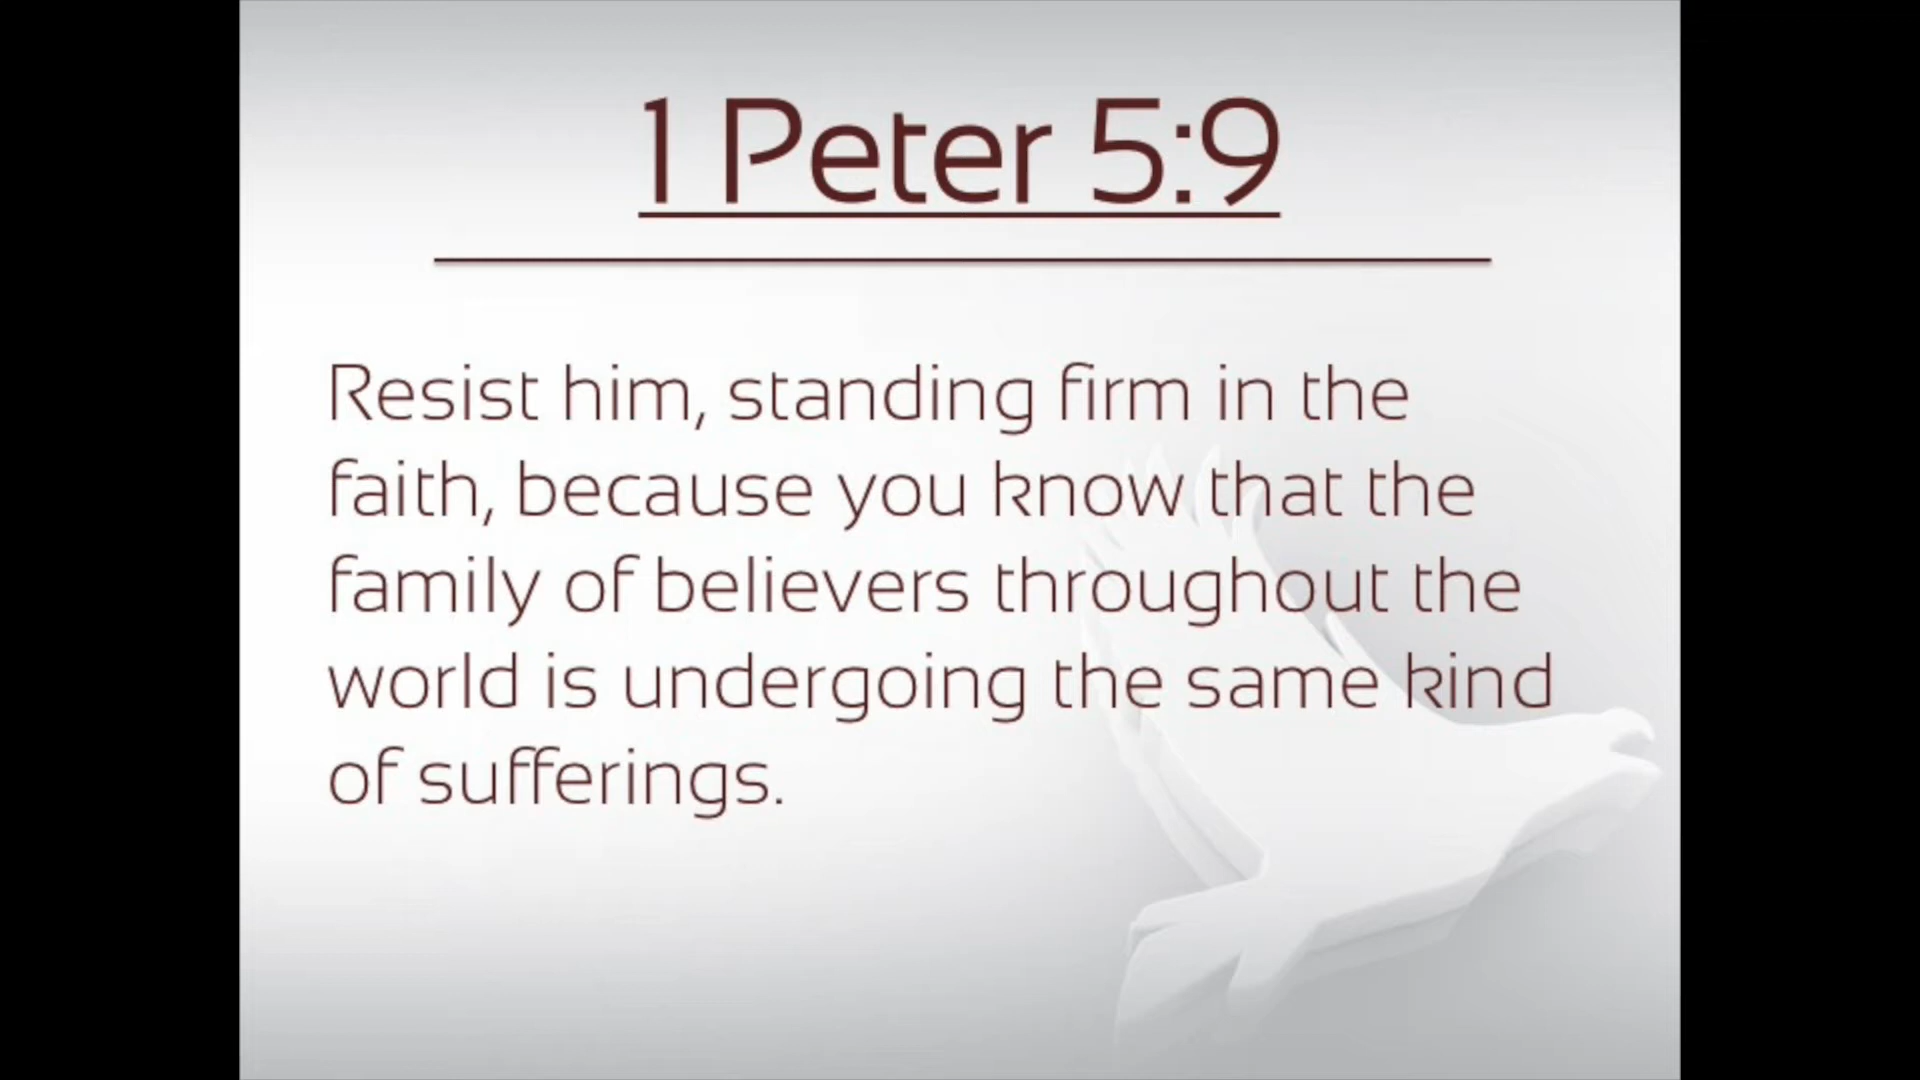 1 Peter 5:9
Resist him, standing firm in the
faith, because you know that the
family of believers throughout the
world is undergoing the same kind
of sufferings.